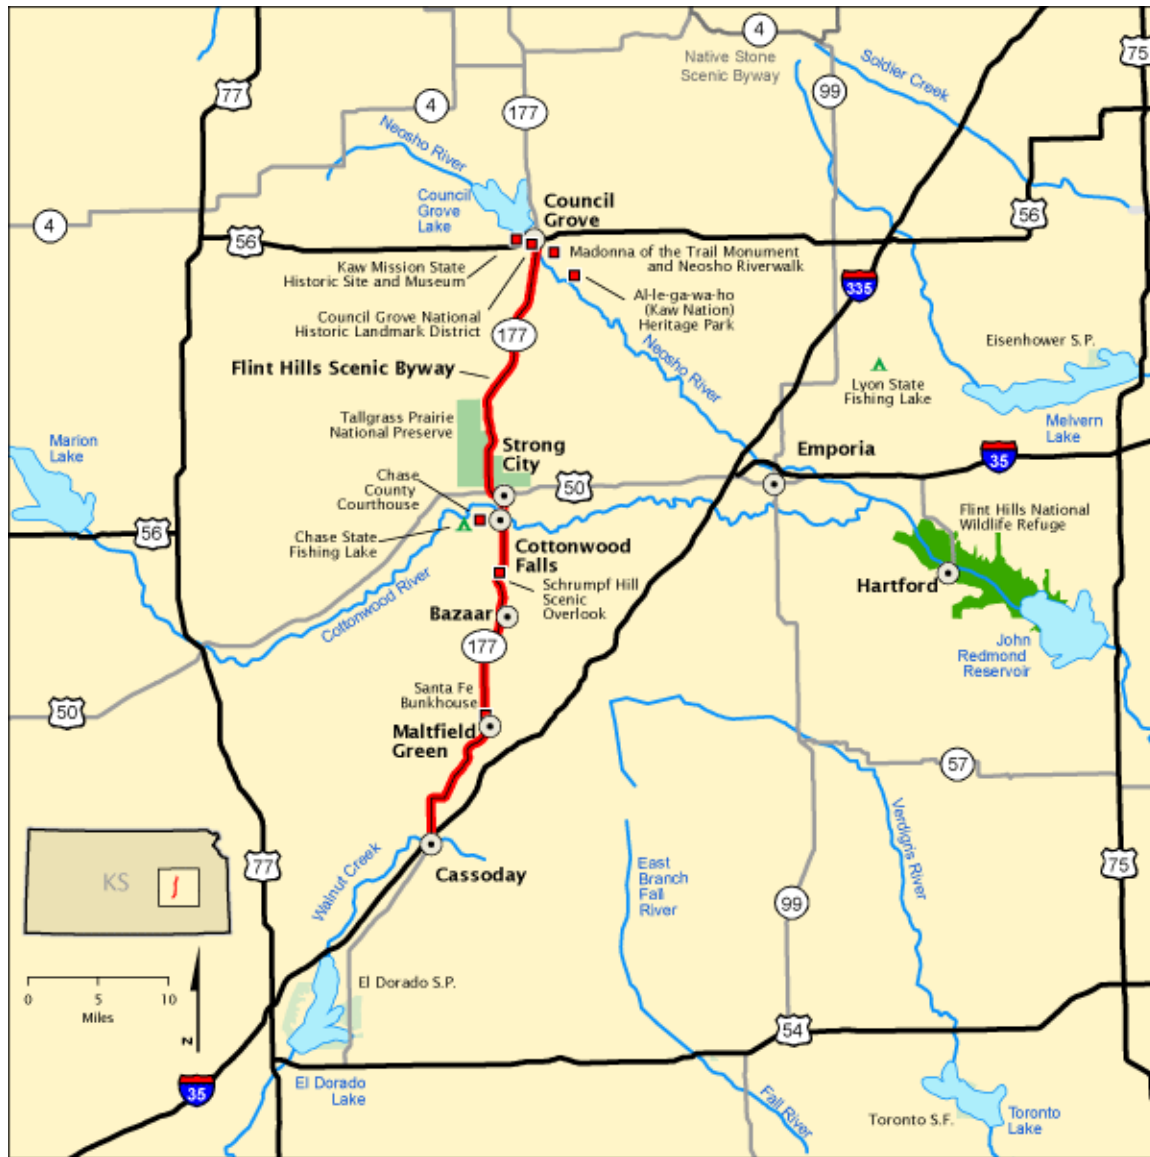 4
Native Stone
Scenic Byway
75
77
4
177
99
Soldier Creek
Neosho River
Council
Grove
Lake
Council
Grove
4
56
56
Kaw Mission State
Historic Site and Museum
Madonna of the Trail Monument
and Neosho Riverwalk
335
Al-le-ga-wa-ho
(Kaw Nation)
Heritage Park
Council Grove National
Historic Landmark District
177
Neosho River
Eisenhower S.P.
Flint Hills Scenic Byway
Lyon State
Fishing Lake
Melvern
Lake
Tallgrass Prairie
National Preserve
Marion
Lake
Strong
City
Emporia
35
Chase
County
Courthouse
50
Flint Hills National
Wildlife Refuge
56
Chase State
Fishing Lake
Cottonwood
Falls
Cottonwood River
Schrumpf Hill
Scenic
Overlook
Hartford
Bazaar
177
John
Redmond
Reservoir
Santa Fe
Bunkhouse
50
Maltfield
Green
57
Verdigris River
KS
77
Walnut Creek
Cassoday
East
Branch
Fall
River
75
99
0 5 10
Miles
N
El Dorado S.P.
54
35
El Dorado
Lake
Fall River
Toronto S.F.
Toronto
Lake